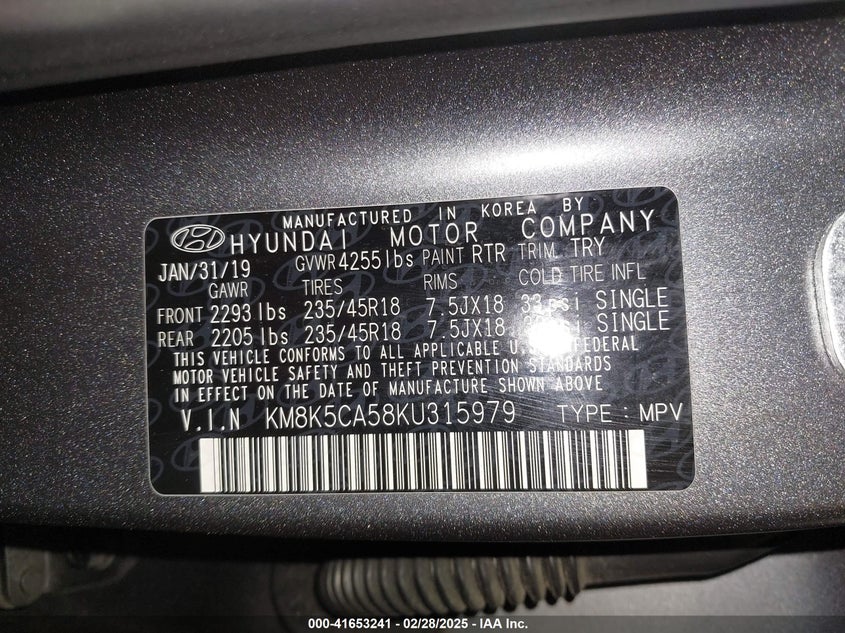 MANUFACTURED IN KOREA BY
HYUNDAI MOTOR COMPANY
JAN/31/19 GVWR 4255lbs PAINT RTR TRIM TRY
GAWR TIRES RIMS COLD TIRE INFL
FRONT 2293 lbs 235/45R18 7.5JX18 33psi SINGLE
REAR 2205 lbs 235/45R18 7.5JX18 SINGLE
THIS VEHICLE CONFORMS TO ALL APPLICABLE FEDERAL
MOTOR VEHICLE SAFETY AND THEFT PREVENTION STANDARDS
IN EFFECT ON THE DATE OF MANUFACTURE SHOWN ABOVE
V.I.N KM8K5CA58KU315979 TYPE : MPV
000-41653241 - 02/28/2025 - IAA Inc.